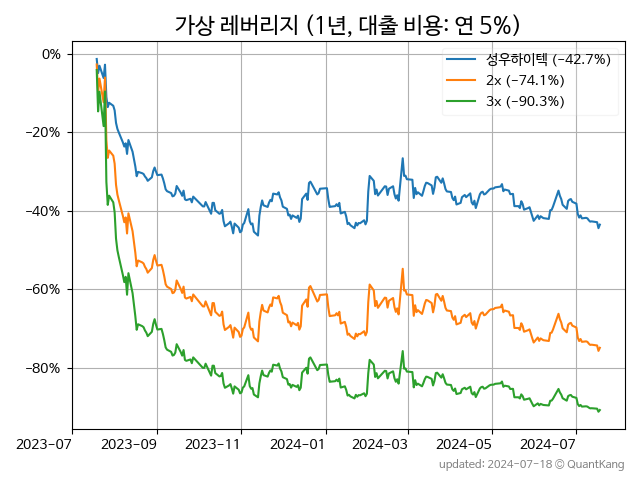 가상 레버리지 (1년, 대출 비용: 연 5%)
성우하이텍 (−42.7%)
2x (−74.1%)
3x (−90.3%)
0%
−20%
−40%
−60%
−80%
2023-07 2023-09 2023-11 2024-01 2024-03 2024-05 2024-07
updated: 2024-07-18 © QuantKang